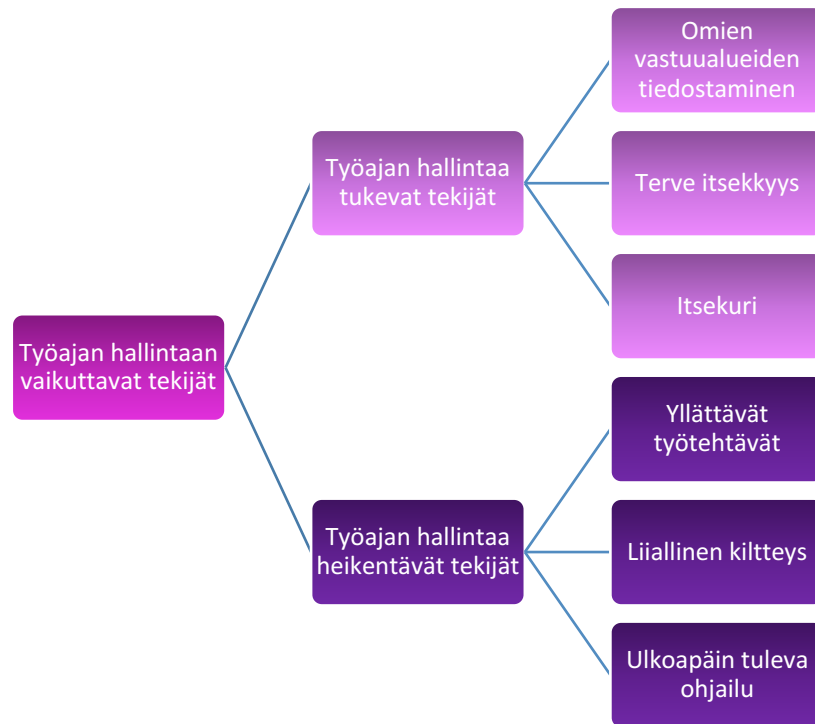 Omien
vastuualueiden
tiedostaminen
Työajan hallintaa
tukevat tekijät
Terve itsekkyys
Itsekuri
Työajan hallintaan
vaikuttavat tekijät
Yllättävät
työtehtävät
Työajan hallintaa
heikentävät tekijät
Liiallinen kiltteys
Ulkoapäin tuleva
ohjailu